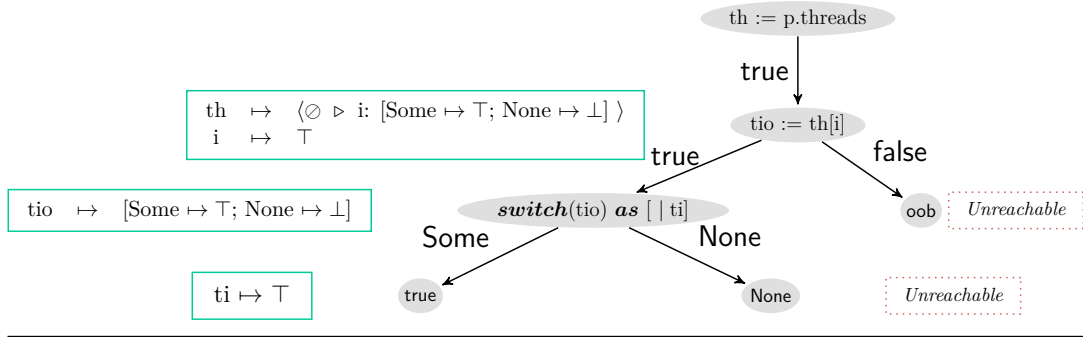 th := p.threads
true
th ↦ ⟨⊘ ▷ i: [Some ↦ ⊤; None ↦ ⊥] ⟩
i ↦ ⊤
tio := th[i]
true
false
tio ↦ [Some ↦ ⊤; None ↦ ⊥]
switch(tio) as [ | ti]
oob
Unreachable
Some
None
ti ↦ ⊤
true
None
Unreachable